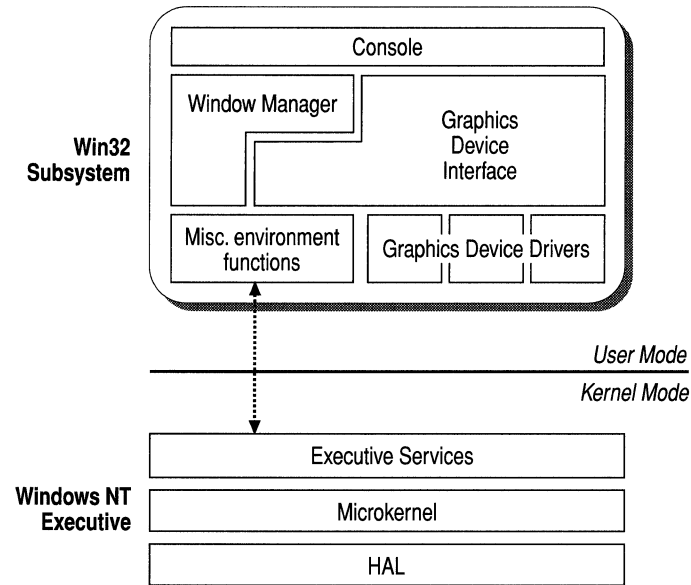 Console
Window Manager
Graphics
Device
Interface
Win32
Subsystem
Misc. environment
functions
Graphics Device Drivers
User Mode
Kernel Mode
Executive Services
Windows NT
Executive
Microkernel
HAL